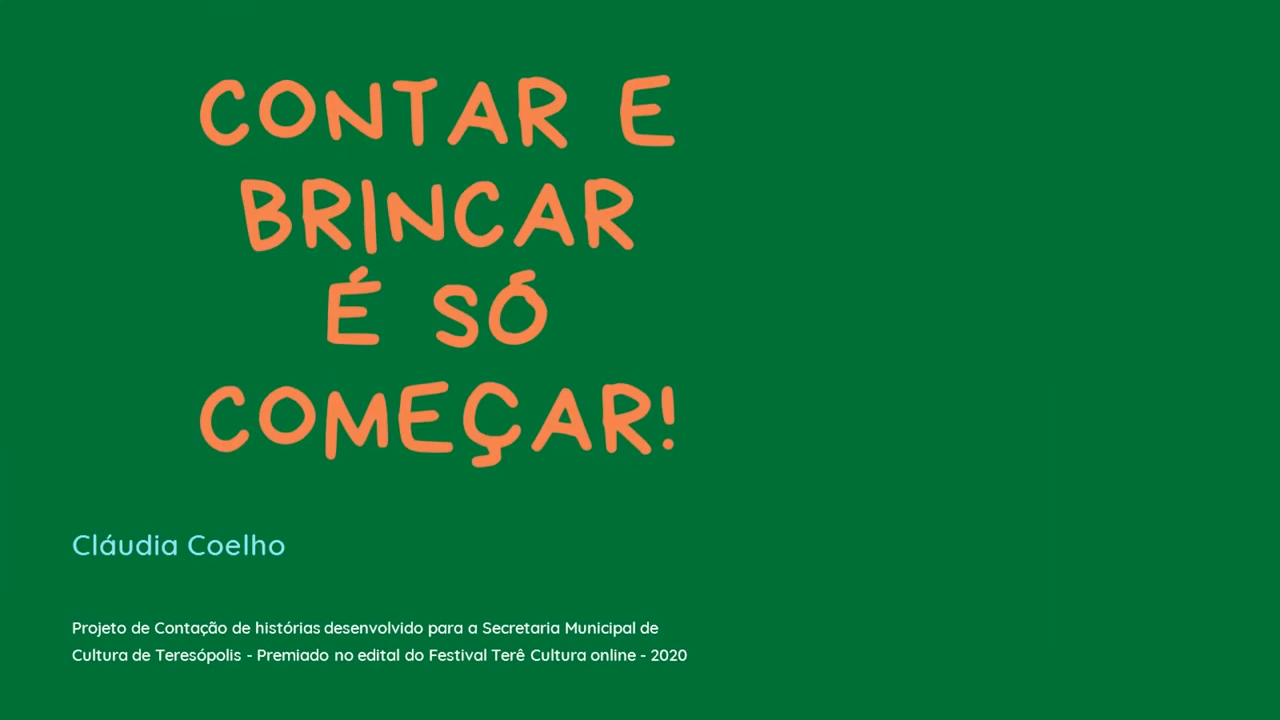 CONTAR E
BRINCAR
É SÓ
COMEÇAR!
Cláudia Coelho
Projeto de Contação de histórias desenvolvido para a Secretaria Municipal de
Cultura de Teresópolis - Premiado no edital do Festival Terê Cultura online - 2020